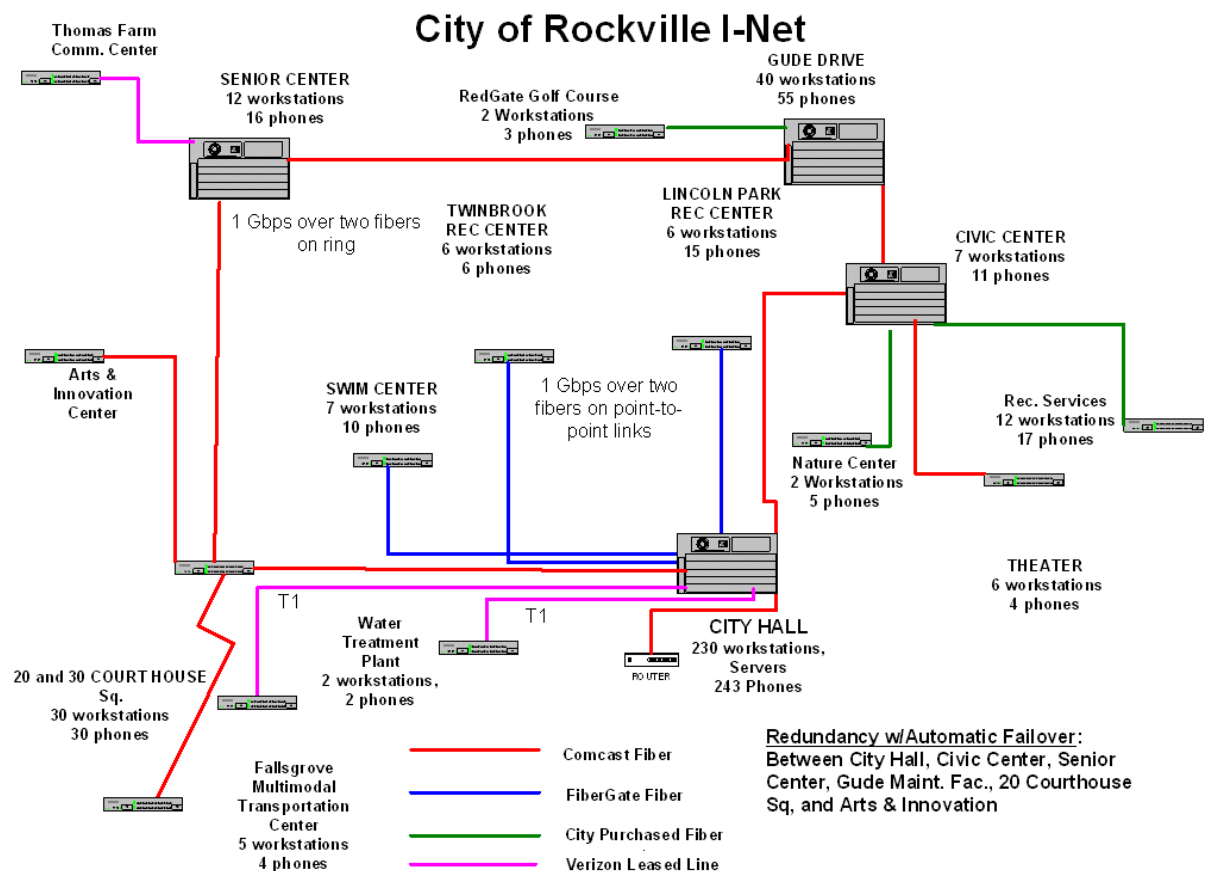 City of Rockville I-Net
Thomas Farm
Comm. Center
SENIOR CENTER
12 workstations
16 phones
RedGate Golf Course
2 Workstations
3 phones
GUDE DRIVE
40 workstations
55 phones
1 Gbps over two fibers
on ring
TWINBROOK
REC CENTER
6 workstations
6 phones
LINCOLN PARK
REC CENTER
6 workstations
15 phones
CIVIC CENTER
7 workstations
11 phones
Arts &
Innovation
Center
SWIM CENTER
7 workstations
10 phones
1 Gbps over two
fibers on point-to-
point links
Rec. Services
12 workstations
17 phones
Nature Center
2 Workstations
5 phones
THEATER
6 workstations
4 phones
T1
T1
Water
Treatment
Plant
2 workstations,
2 phones
ROUTER
CITY HALL
230 workstations,
Servers
243 Phones
20 and 30 COURT HOUSE
Sq.
30 workstations
30 phones
Fallsgrove
Multimodal
Transportation
Center
5 workstations
4 phones
Comcast Fiber
FiberGate Fiber
City Purchased Fiber
Verizon Leased Line
Redundancy w/Automatic Failover:
Between City Hall, Civic Center, Senior
Center, Gude Maint. Fac., 20 Courthouse
Sq, and Arts & Innovation